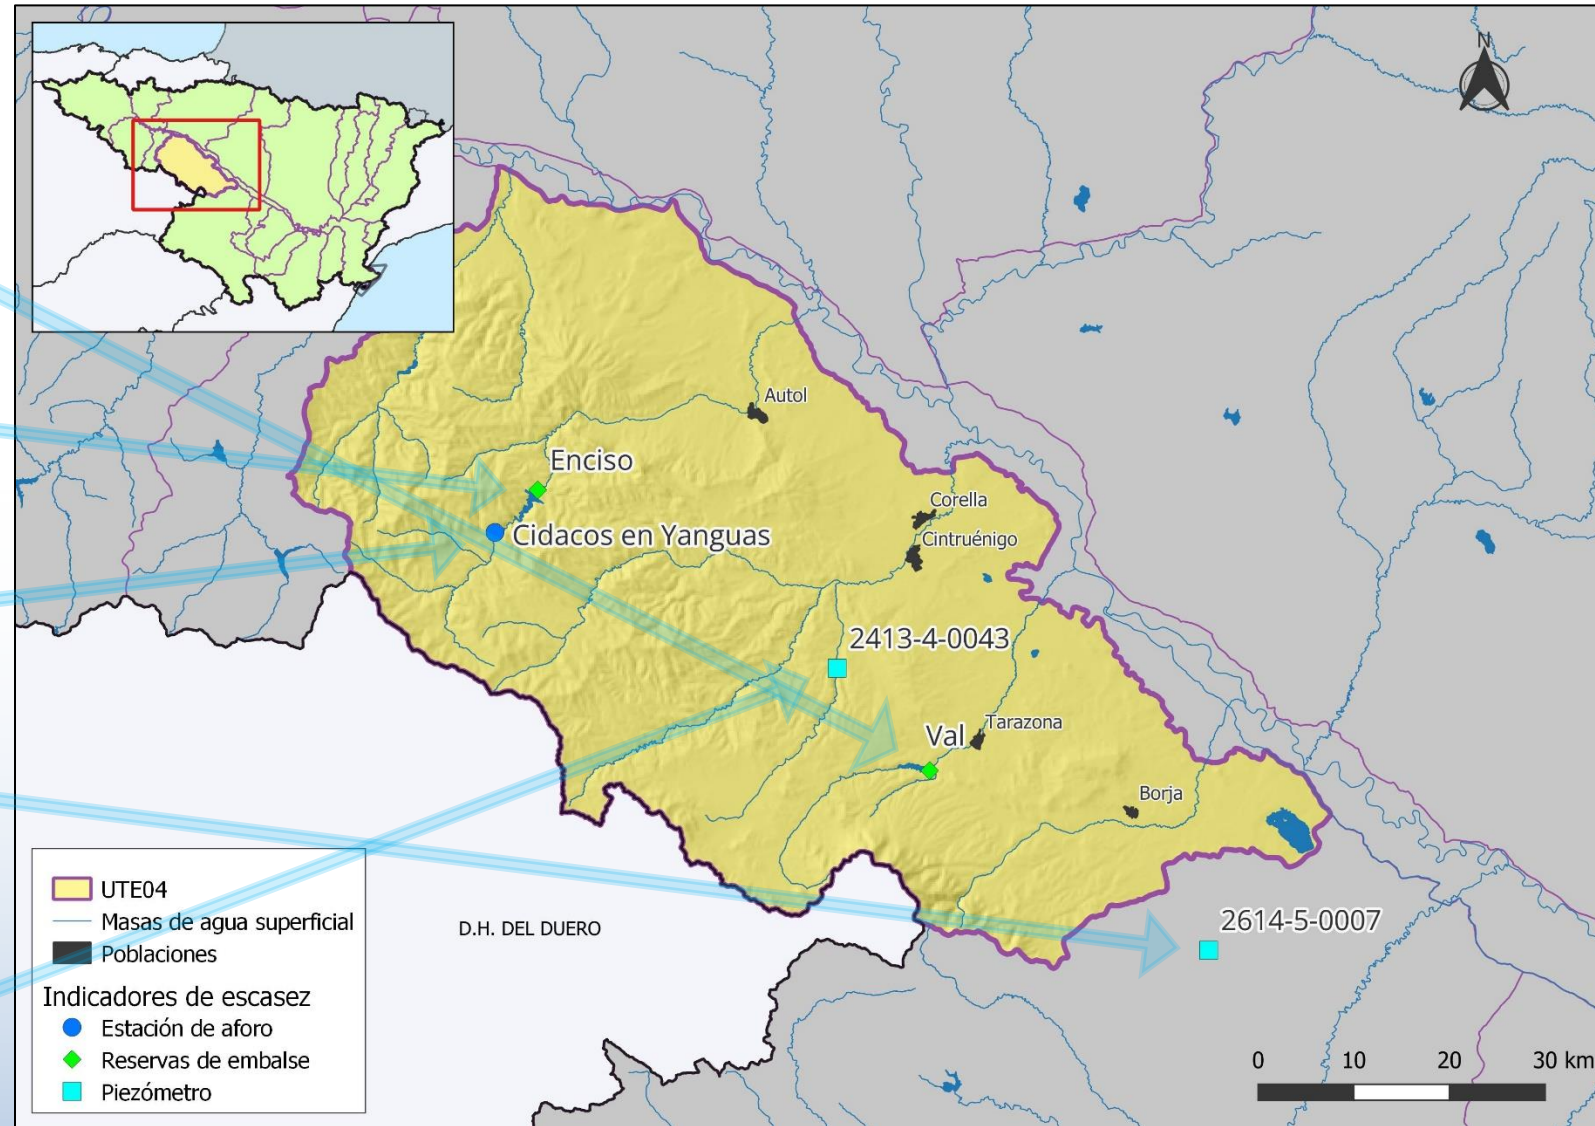 N
Autol
Enciso
Corella
Cidacos en Yanguas
Cintruénigo
2413-4-0043
Tarazona
Val
Borja
2614-5-0007
D.H. DEL DUERO
UTE04
Masas de agua superficial
Poblaciones
Indicadores de escasez
Estación de aforo
Reservas de embalse
Piezómetro
0 10 20 30 km